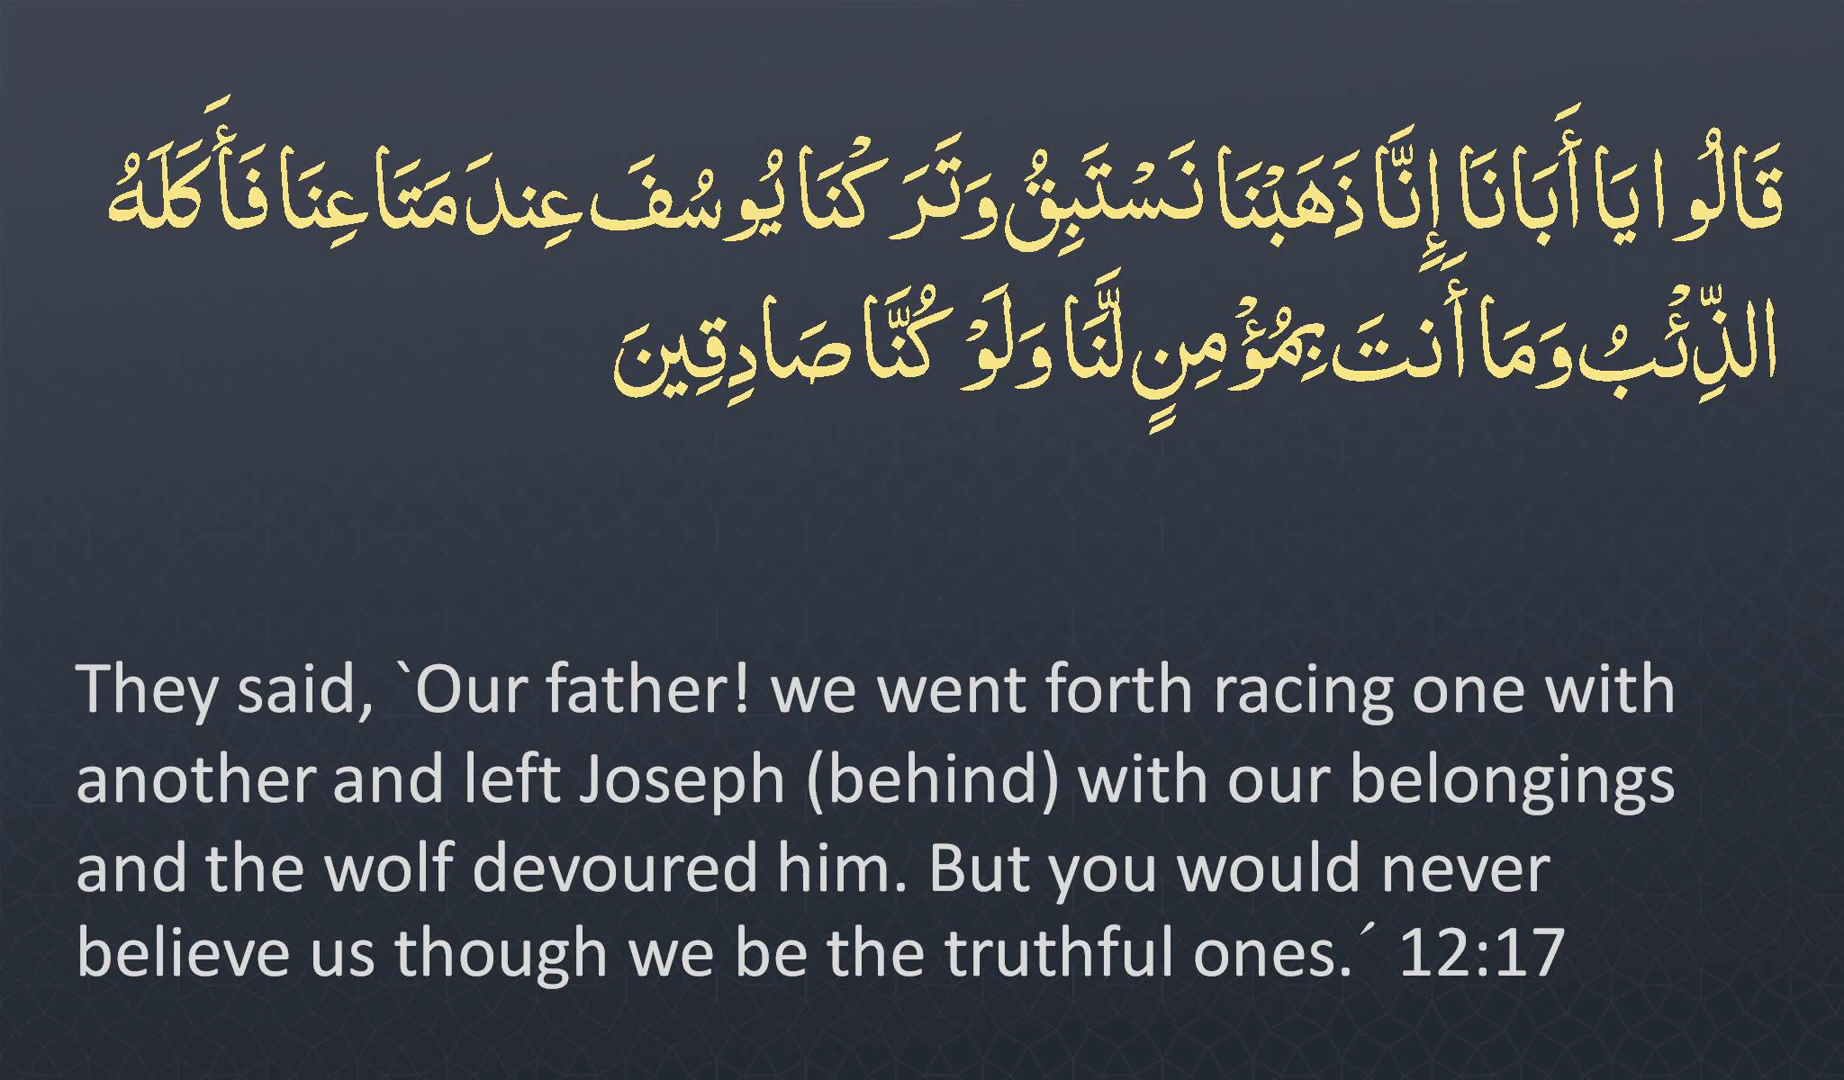 قَالُوا يَا أَبَانَا إِنَّا ذَهَبْنَا نَسْتَبِقُ وَتَرَكْنَا يُوسُفَ عِندَ مَتَاعِنَا فَأَكَلَهُ
الذِّئْبُ وَمَا أَنتَ بِمُؤْمِنٍ لَّنَا وَلَوْ كُنَّا صَادِقِينَ
They said, `Our father! we went forth racing one with
another and left Joseph (behind) with our belongings
and the wolf devoured him. But you would never
believe us though we be the truthful ones.´ 12:17